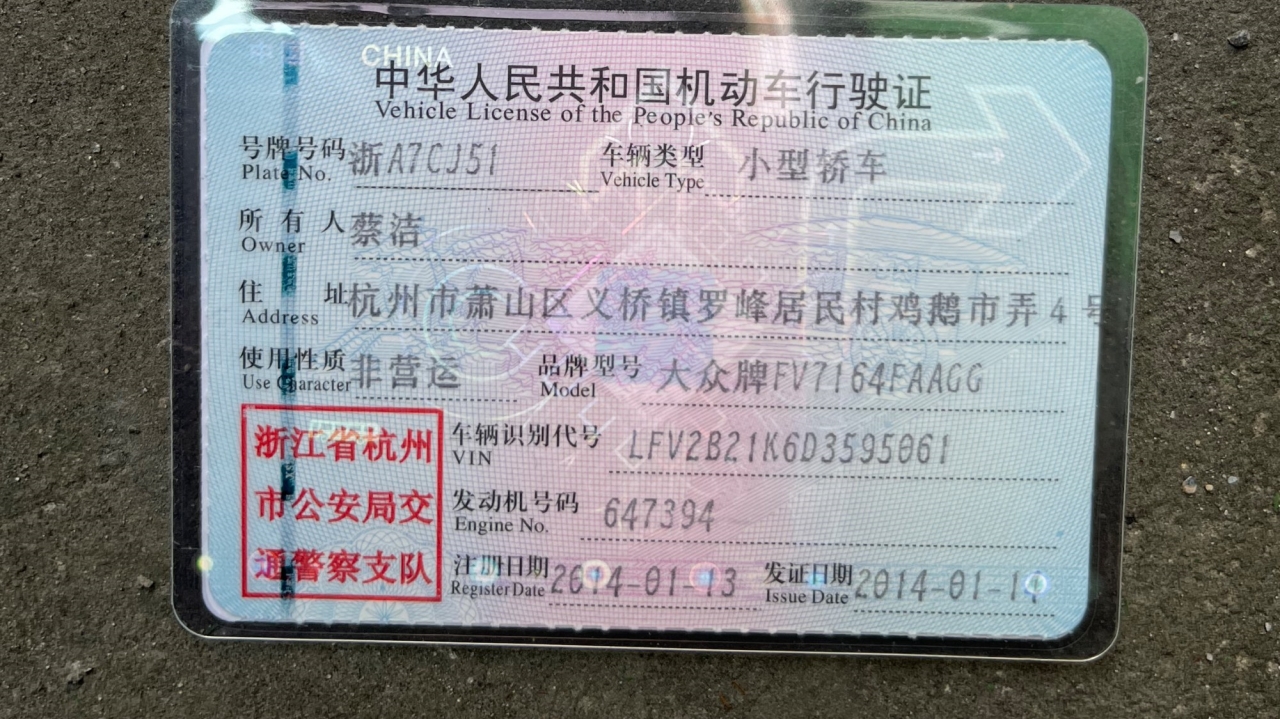 CHINA
中华人民共和国机动车行驶证
Vehicle License of the People's Republic of China
号牌号码 浙A7CJ51 车辆类型 小型轿车
Plate No. Vehicle Type
所有人 蔡洁
Owner
住址 杭州市萧山区义桥镇罗峰居民村鸡鹅市弄4号
Address
使用性质 非营运 品牌型号 大众牌FV7164FAAGG
Use Character Model
浙江省杭州 车辆识别代号 LFV2B21K6D3595061
VIN
市公安局交 发动机号码 647394
Engine No.
通警察支队 注册日期 2014-01-13 发证日期 2014-01-14
Register Date Issue Date